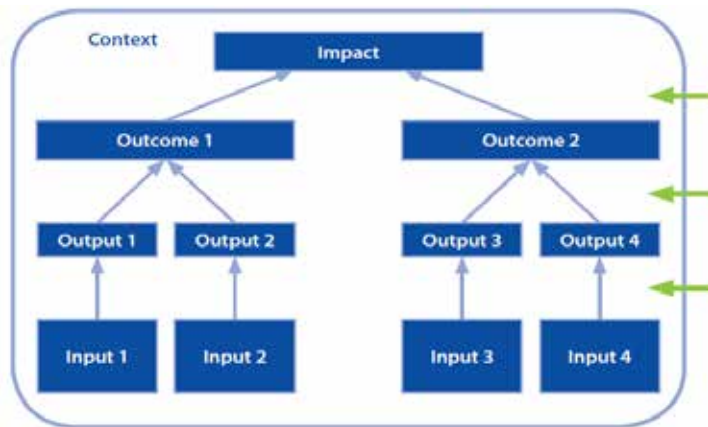 Context
Impact
Outcome 1
Outcome 2
Output 1
Output 2
Output 3
Output 4
Input 1
Input 2
Input 3
Input 4